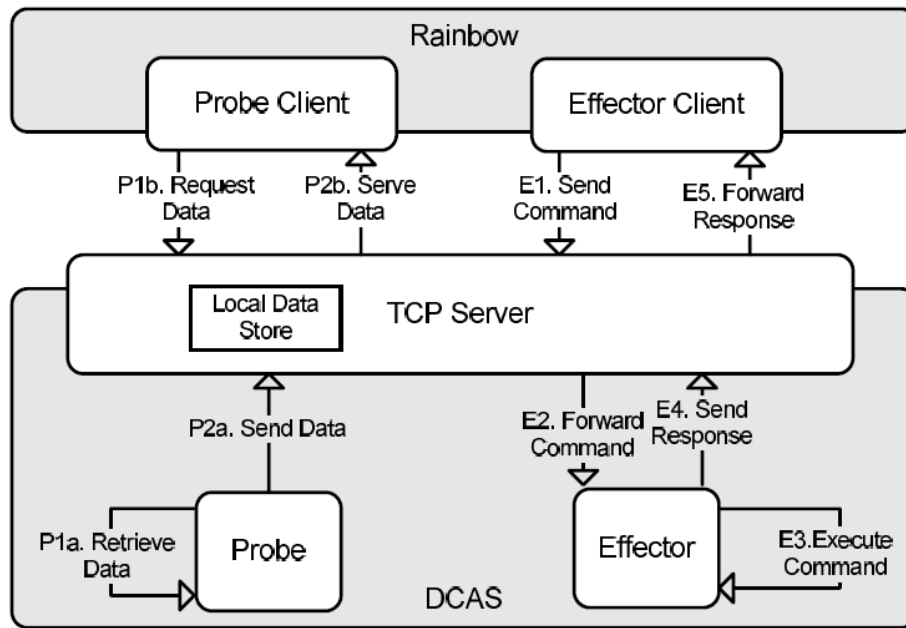 Rainbow
Probe Client
Effector Client
P1b. Request
Data
P2b. Serve
Data
E1. Send
Command
E5. Forward
Response
Local Data
Store
TCP Server
P2a. Send Data
E2. Forward
Command
E4. Send
Response
P1a. Retrieve
Data
Probe
Effector
E3.Execute
Command
DCAS